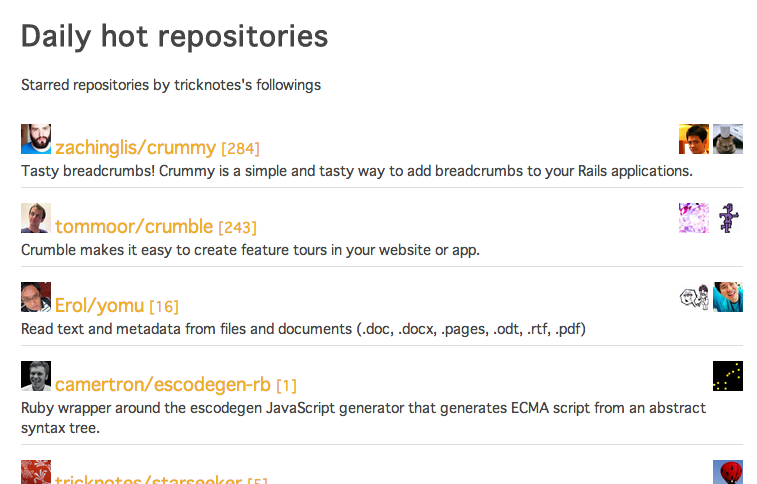 Daily hot repositories
Starred repositories by tricknotes's followings
zachinglis/crummy [284]
Tasty breadcrumbs! Crummy is a simple and tasty way to add breadcrumbs to your Rails applications.
tommoor/crumble [243]
Crumble makes it easy to create feature tours in your website or app.
Erol/yomu [16]
Read text and metadata from files and documents (.doc, .docx, .pages, .odt, .rtf, .pdf)
camertron/escodegen-rb [1]
Ruby wrapper around the escodegen JavaScript generator that generates ECMA script from an abstract
syntax tree.
tricknotes/starseeker [5]